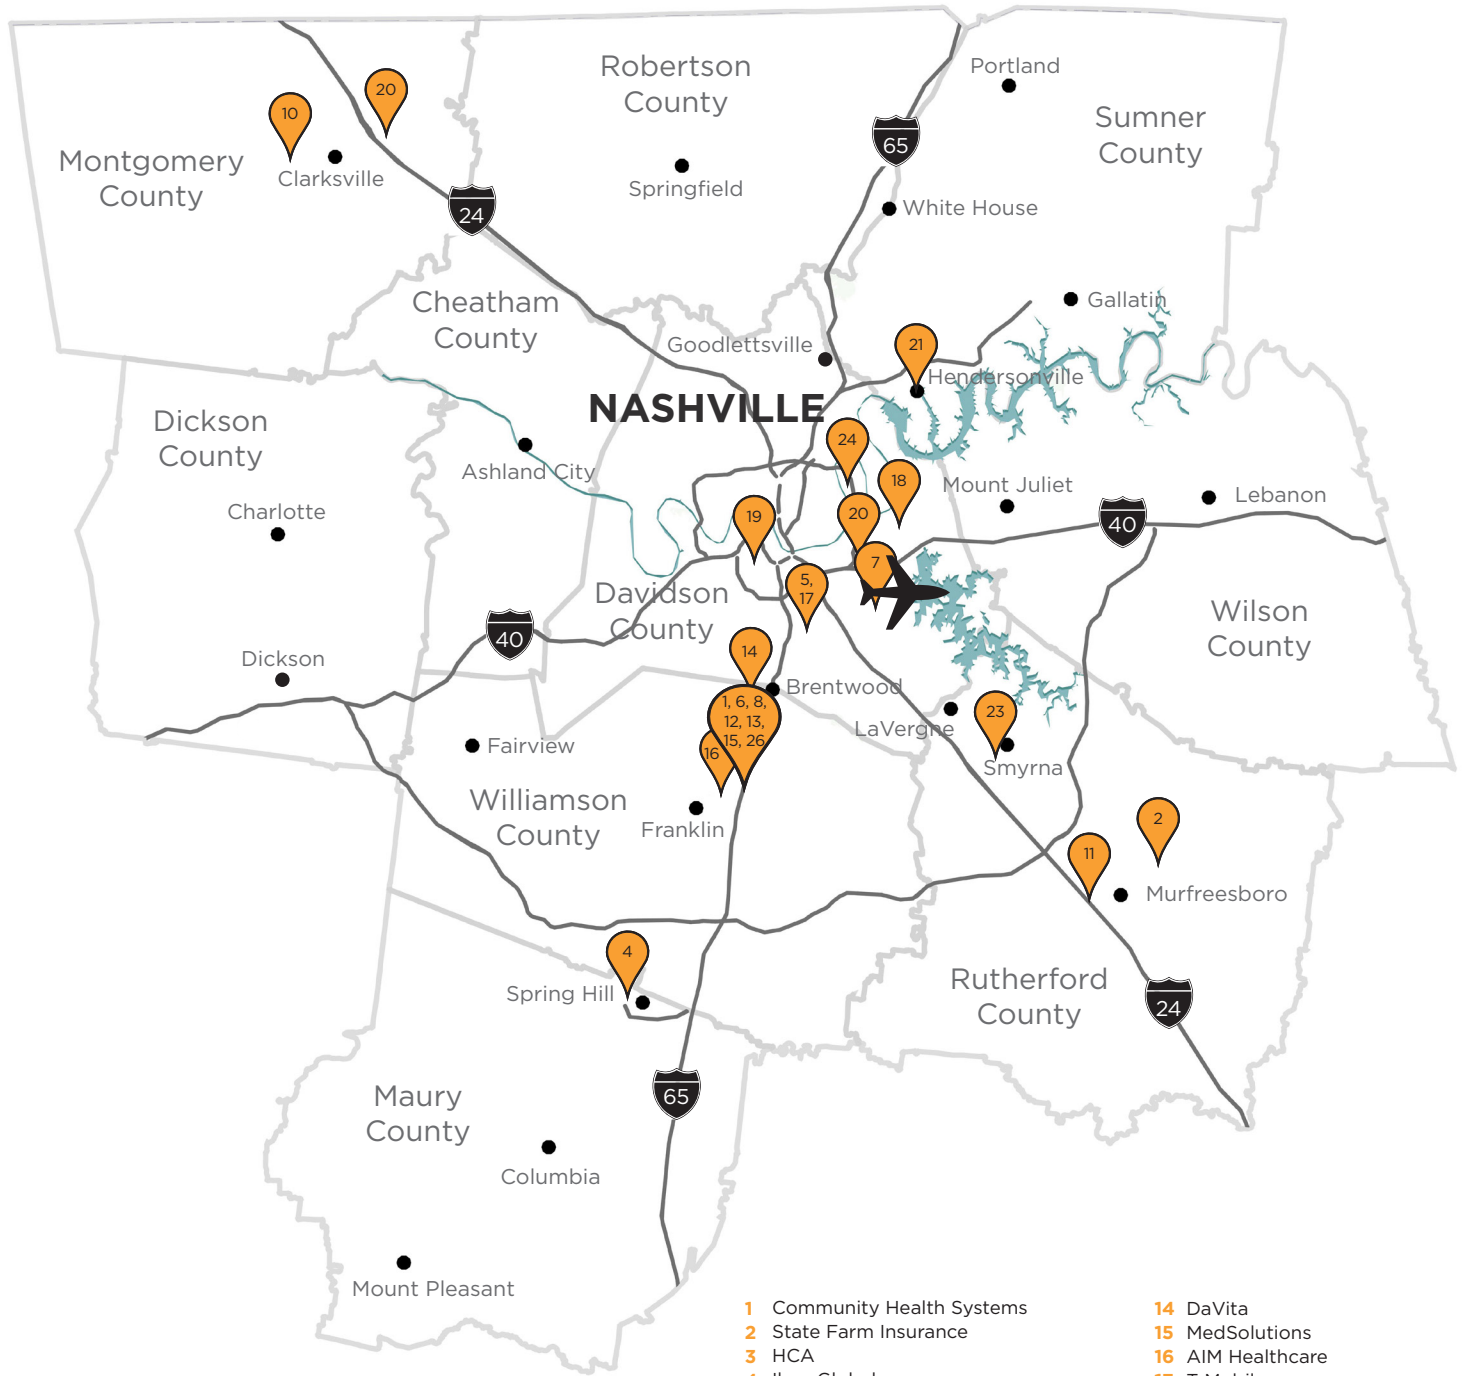 Robertson
County
Portland
Sumner
County
20
10
65
Montgomery
County
Clarksville
Springfield
24
White House
Cheatham
County
Gallatin
Goodlettsville
21
Hendersonville
NASHVILLE
Dickson
County
24
Ashland City
18
Mount Juliet
Lebanon
Charlotte
19
20
40
7
5,
17
Davidson
County
Wilson
County
40
Dickson
14
Brentwood
1, 6, 8,
12, 13,
15, 26
16
23
LaVergne
Smyrna
Fairview
Williamson
County
Franklin
2
11
Murfreesboro
4
Spring Hill
Rutherford
County
24
65
Maury
County
Columbia
Mount Pleasant
1 Community Health Systems
2 State Farm Insurance
3 HCA
14 DaVita
15 MedSolutions
16 AIM Healthcare